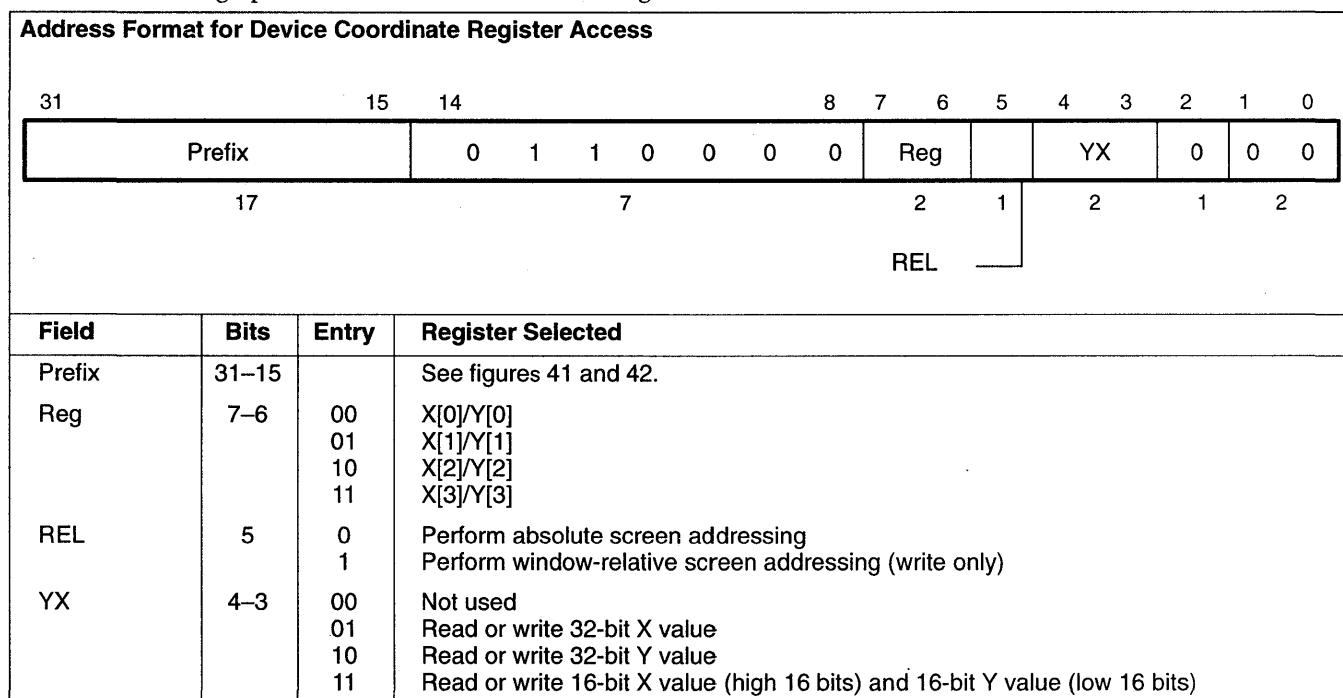 Address Format for Device Coordinate Register Access
31 15 14 8 7 6 5 4 3 2 1 0
Prefix 0 1 1 0 0 0 0 Reg YX 0 0 0
17 7 2 1 2 1 2
REL
Field Bits Entry Register Selected
Prefix 31–15 See figures 41 and 42.
Reg 7–6 00 X[0]/Y[0]
01 X[1]/Y[1]
10 X[2]/Y[2]
11 X[3]/Y[3]
REL 5 0 Perform absolute screen addressing
1 Perform window-relative screen addressing (write only)
YX 4–3 00 Not used
01 Read or write 32-bit X value
10 Read or write 32-bit Y value
11 Read or write 16-bit X value (high 16 bits) and 16-bit Y value (low 16 bits)